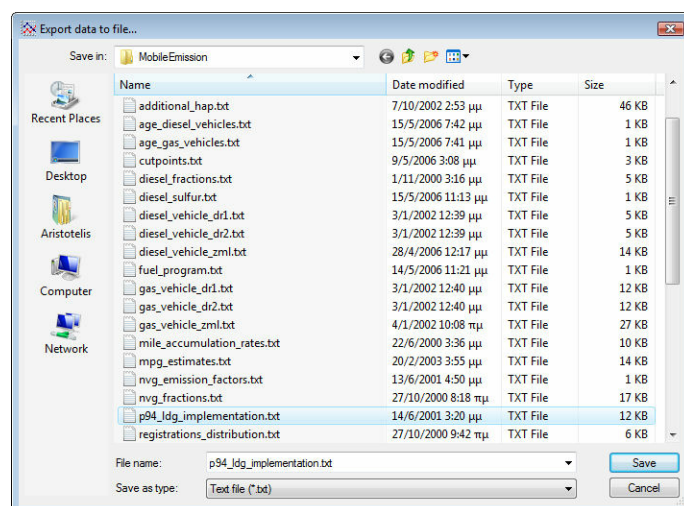 Export data to file...
Save in: MobileEmission
Name Date modified Type Size
additional_hap.txt 7/10/2002 2:53 μμ TXT File 46 KB
age_diesel_vehicles.txt 15/5/2006 7:42 μμ TXT File 1 KB
age_gas_vehicles.txt 15/5/2006 7:41 μμ TXT File 1 KB
cutpoints.txt 9/5/2006 3:08 μμ TXT File 3 KB
diesel_fractions.txt 1/11/2000 3:16 μμ TXT File 5 KB
diesel_sulfur.txt 15/5/2006 11:13 μμ TXT File 1 KB
diesel_vehicle_dr1.txt 3/1/2002 12:39 μμ TXT File 5 KB
diesel_vehicle_dr2.txt 3/1/2002 12:39 μμ TXT File 5 KB
diesel_vehicle_zml.txt 28/4/2006 12:17 μμ TXT File 14 KB
fuel_program.txt 14/5/2006 11:21 μμ TXT File 1 KB
gas_vehicle_dr1.txt 3/1/2002 12:40 μμ TXT File 12 KB
gas_vehicle_dr2.txt 3/1/2002 12:40 μμ TXT File 12 KB
gas_vehicle_zml.txt 4/1/2002 10:08 πμ TXT File 27 KB
mile_accumulation_rates.txt 22/6/2000 3:36 μμ TXT File 10 KB
mpg_estimates.txt 20/2/2003 3:55 μμ TXT File 14 KB
nvg_emission_factors.txt 13/6/2001 4:50 μμ TXT File 1 KB
nvg_fractions.txt 27/10/2000 8:18 πμ TXT File 17 KB
p94_ldg_implementation.txt 14/6/2001 3:20 μμ TXT File 12 KB
registrations_distribution.txt 27/10/2000 9:42 πμ TXT File 6 KB
Recent Places
Desktop
Aristotelis
Computer
Network
File name: p94_ldg_implementation.txt Save
Save as type: Text file (*.txt) Cancel